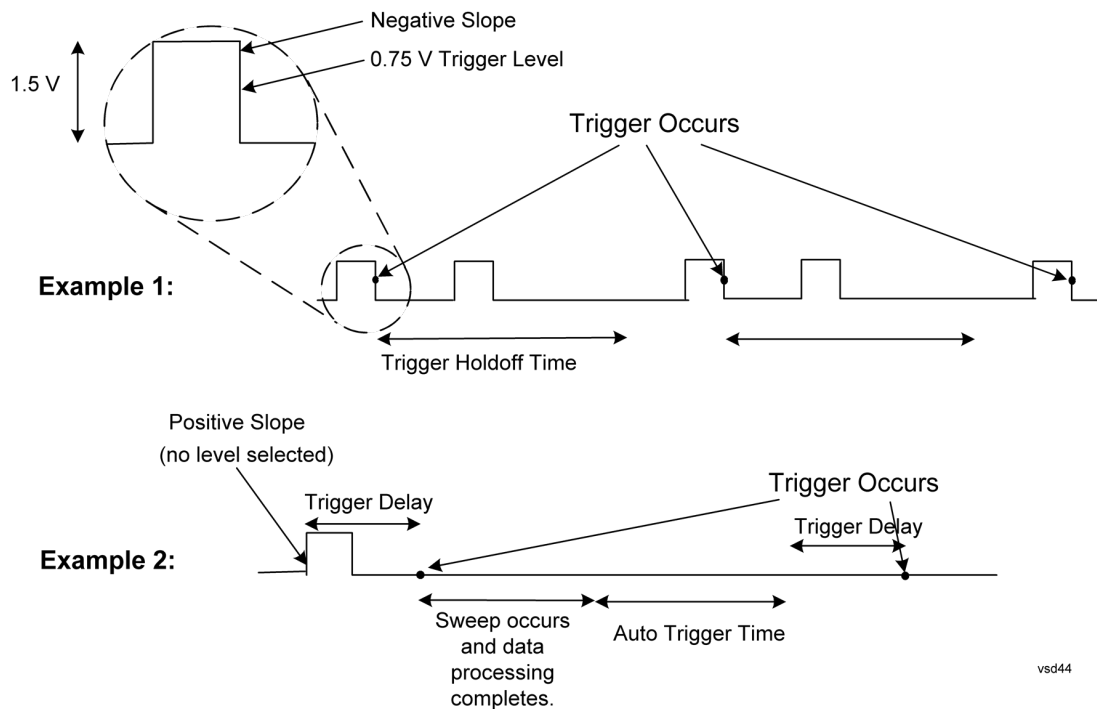 Negative Slope
0.75 V Trigger Level
1.5 V
Trigger Occurs
Example 1:
Trigger Holdoff Time
Positive Slope
(no level selected)
Trigger Delay
Trigger Occurs
Trigger Delay
Example 2:
Sweep occurs
and data
processing
completes.
Auto Trigger Time
vsd44